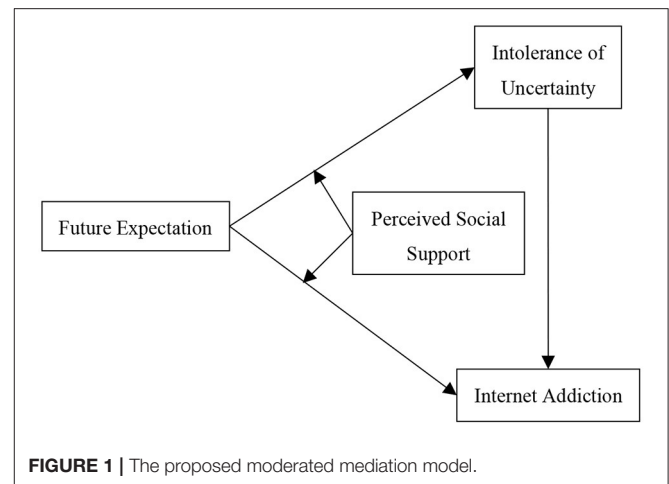 Intolerance of
Uncertainty
Future Expectation
Perceived Social
Support
Internet Addiction
FIGURE 1 | The proposed moderated mediation model.